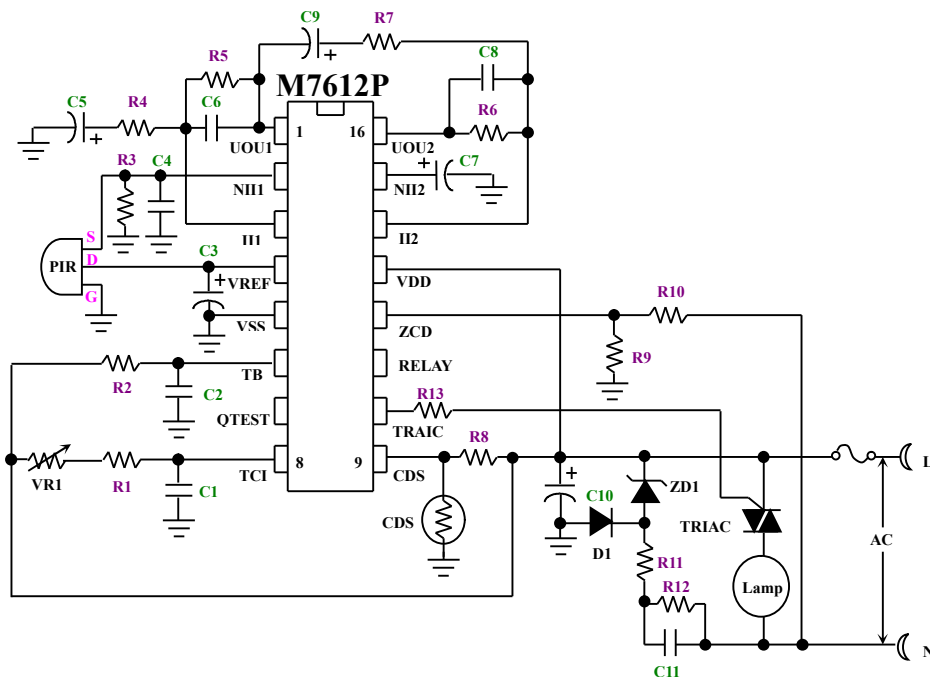 C9
R7
R5
C8
M7612P
C5
R4
C6
R6
1
16
UOU1
UOU2
R3
C4
C7
NII1
NII2
S
II1
II2
C3
D
PIR
VREF
VDD
G
R10
VSS
ZCD
R9
R2
TB
RELAY
C2
R13
QTEST
TRAIC
R8
8
9
L
VR1
R1
TCI
CDS
ZD1
C1
C10
CDS
TRIAC
AC
D1
R11
R12
Lamp
N
C11